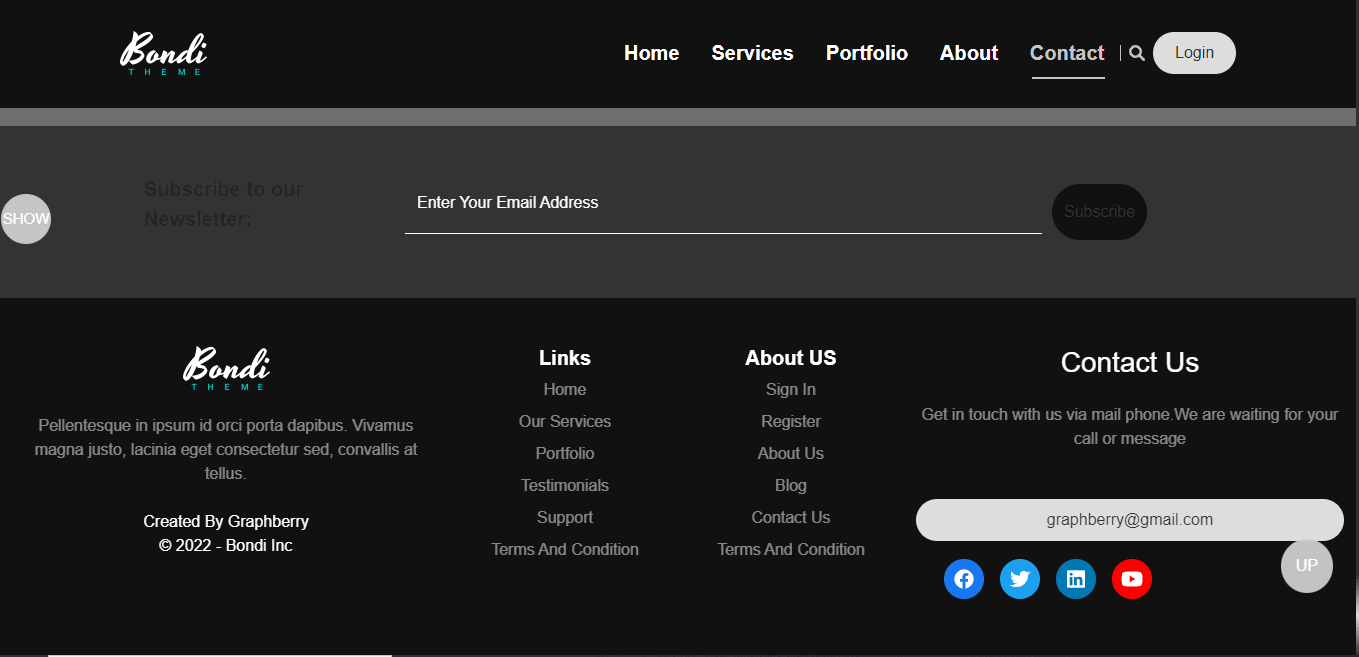 Bondi
THEME
Home Services Portfolio About Contact Login
Subscribe to our
Newsletter:
Enter Your Email Address
Subscribe
SHOW
Bondi
THEME
Pellentesque in ipsum id orci porta dapibus. Vivamus
magna justo, lacinia eget consectetur sed, convallis at
tellus.
Created By Graphberry
© 2022 - Bondi Inc
Links
Home
Our Services
Portfolio
Testimonials
Support
Terms And Condition
About US
Sign In
Register
About Us
Blog
Contact Us
Terms And Condition
Contact Us
Get in touch with us via mail phone.We are waiting for your
call or message
graphberry@gmail.com
UP